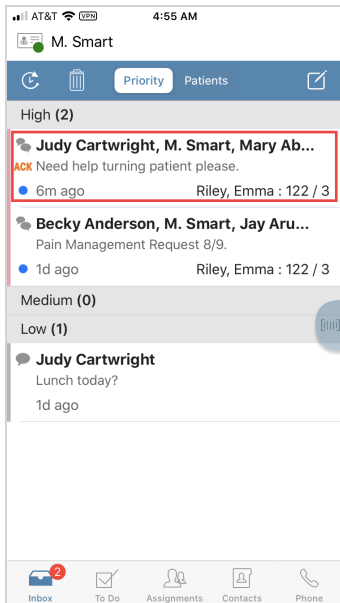 AT&T VPN 4:55 AM
M. Smart
Priority Patients
High (2)
Judy Cartwright, M. Smart, Mary Ab...
ACK Need help turning patient please.
6m ago Riley, Emma : 122 / 3
Becky Anderson, M. Smart, Jay Aru...
Pain Management Request 8/9.
1d ago Riley, Emma : 122 / 3
Medium (0)
Low (1)
Judy Cartwright
Lunch today?
1d ago
2
Inbox To Do Assignments Contacts Phone